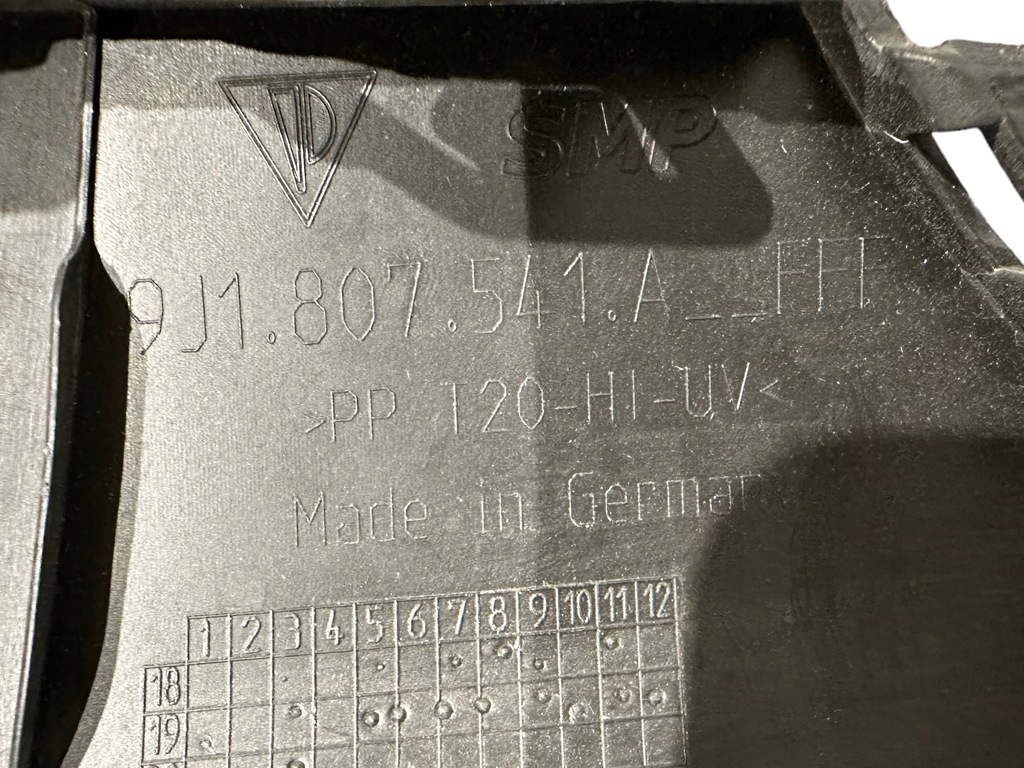 SMP
9J1.807.541.A__FFF
>PP T20-HI-UV<
Made in
1 2 3 4 5 6 7 8 9 10 11 12
18
19